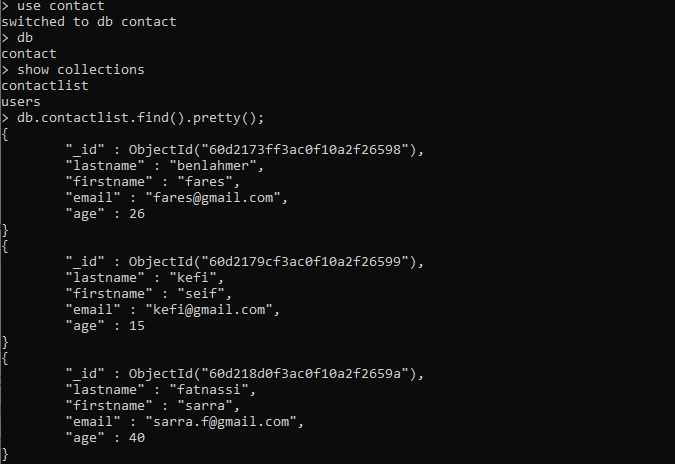 > use contact
switched to db contact
> db
contact
> show collections
contactlist
users
> db.contactlist.find().pretty();
{
        "_id" : ObjectId("60d2173ff3ac0f10a2f26598"),
        "lastname" : "benlahmer",
        "firstname" : "fares",
        "email" : "fares@gmail.com",
        "age" : 26
}
{
        "_id" : ObjectId("60d2179cf3ac0f10a2f26599"),
        "lastname" : "kefi",
        "firstname" : "seif",
        "email" : "kefi@gmail.com",
        "age" : 15
}
{
        "_id" : ObjectId("60d218d0f3ac0f10a2f2659a"),
        "lastname" : "fatnassi",
        "firstname" : "sarra",
        "email" : "sarra.f@gmail.com",
        "age" : 40
}